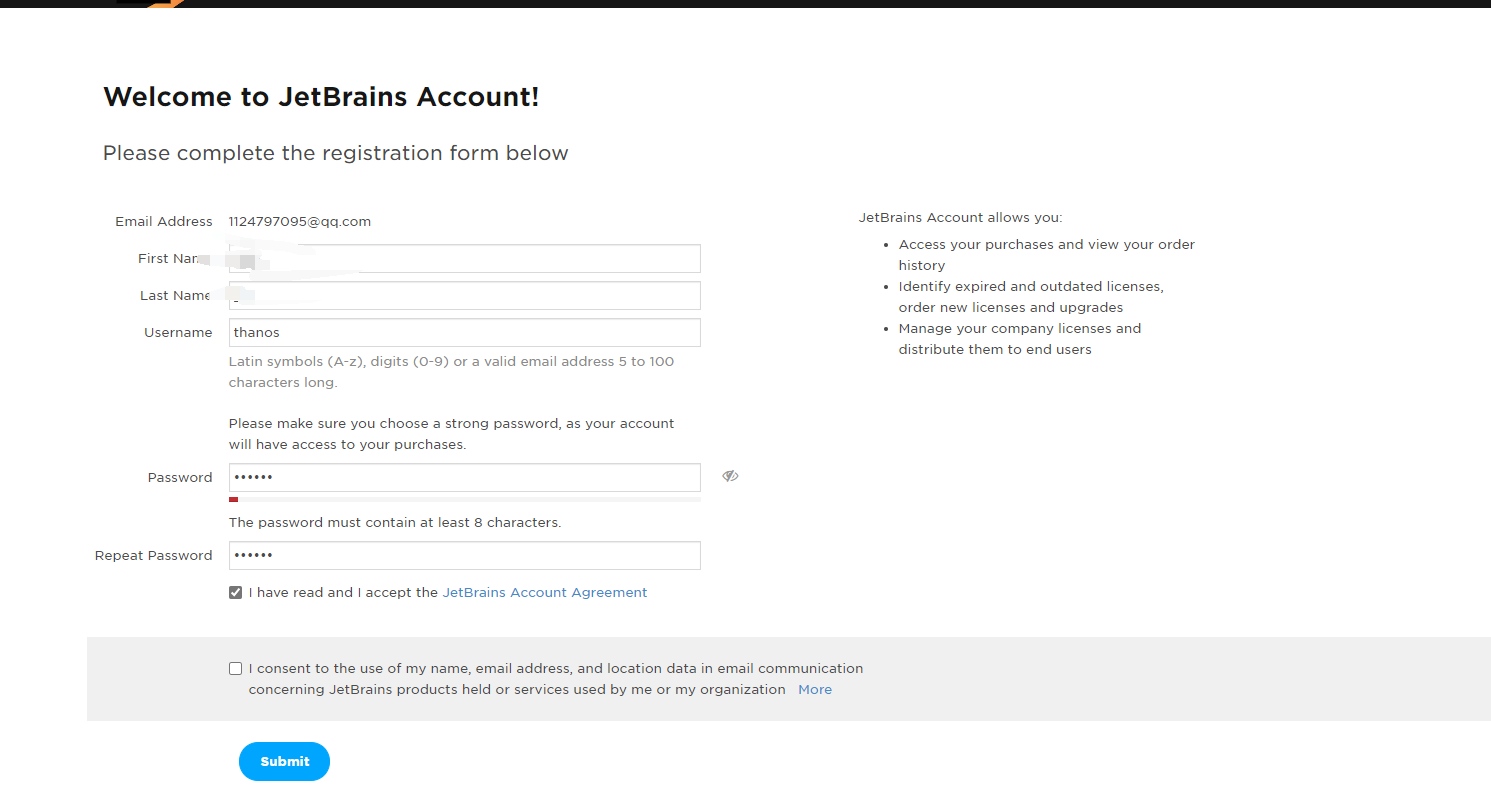 Welcome to JetBrains Account!
Please complete the registration form below
Email Address 1124797095@qq.com
First
Last Name
Username thanos
Latin symbols (A-z), digits (0-9) or a valid email address 5 to 100
characters long.
Please make sure you choose a strong password, as your account
will have access to your purchases.
Password ••••••
The password must contain at least 8 characters.
Repeat Password ••••••
I have read and I accept the JetBrains Account Agreement
I consent to the use of my name, email address, and location data in email communication
concerning JetBrains products held or services used by me or my organization More
Submit
JetBrains Account allows you:
• Access your purchases and view your order
history
• Identify expired and outdated licenses,
order new licenses and upgrades
• Manage your company licenses and
distribute them to end users